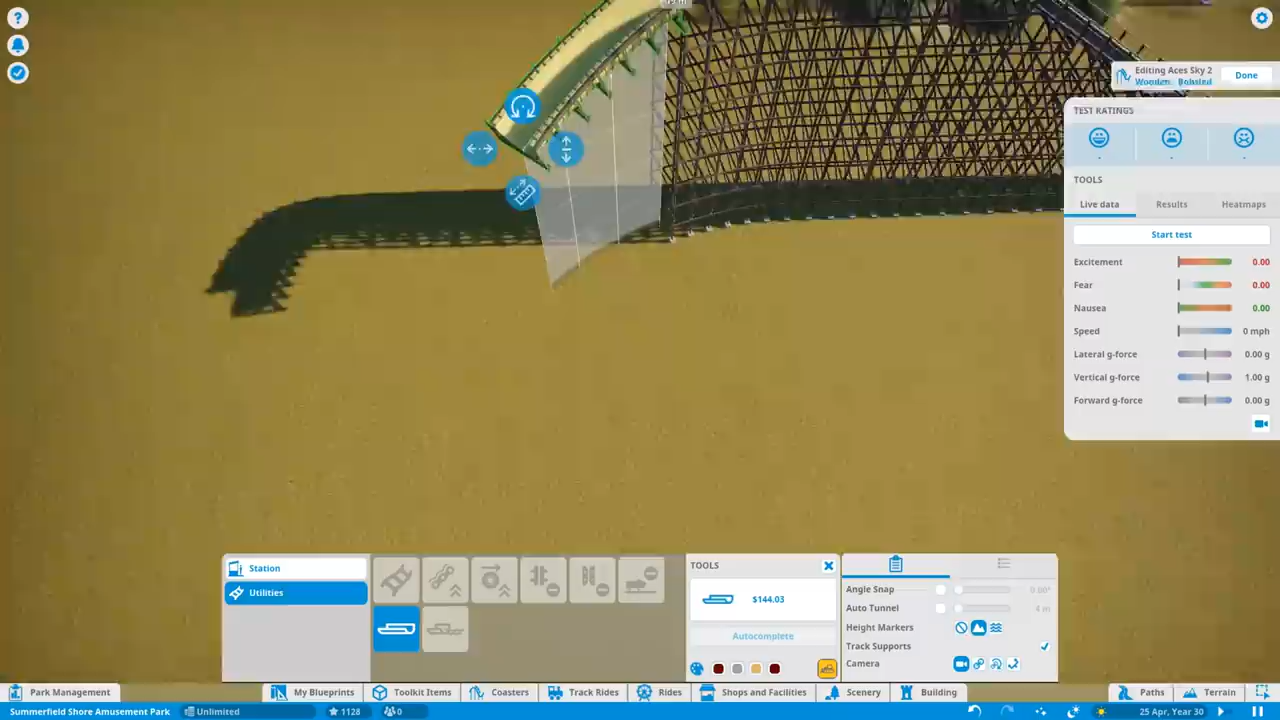 Editing Aces Sky 2
Done
TEST RATINGS
- - -
TOOLS
Live data Results Heatmaps
Start test
Excitement 0.00
Fear 0.00
Nausea 0.00
Speed 0 mph
Lateral g-force 0.00 g
Vertical g-force 1.00 g
Forward g-force 0.00 g
Station
Utilities
TOOLS
$144.03
Autocomplete
Angle Snap 0.00°
Auto Tunnel 4 m
Height Markers
Track Supports
Camera
Park Management My Blueprints Toolkit Items Coasters Track Rides Rides Shops and Facilities Scenery Building Paths Terrain
Summerfield Shore Amusement Park Unlimited 1128 0 25 Apr, Year 30